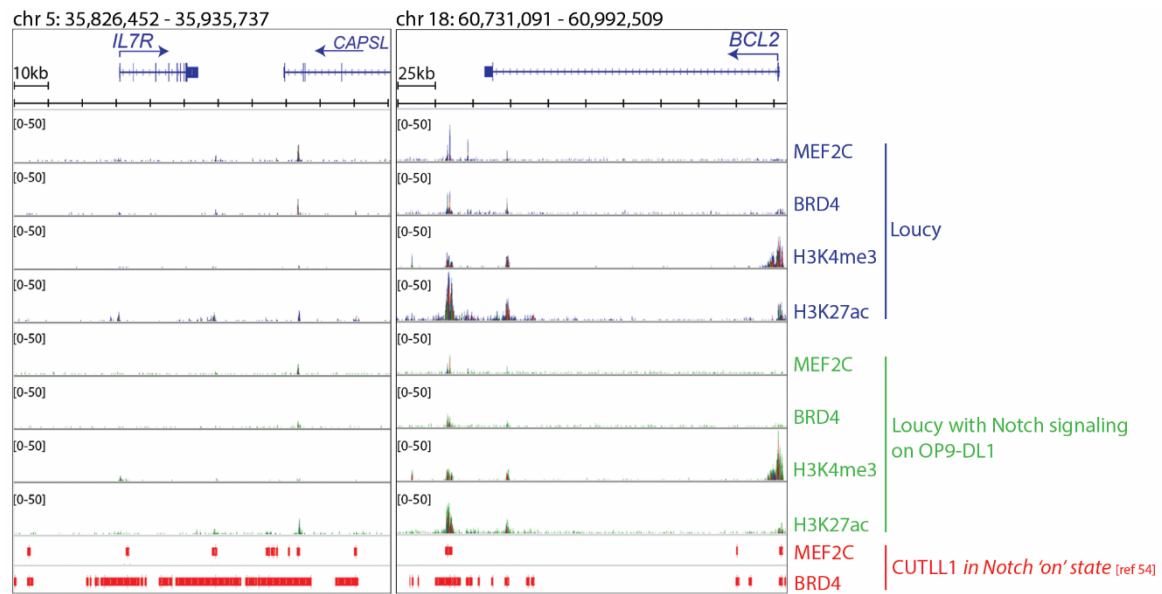 chr 5: 35,826,452 - 35,935,737
chr 18: 60,731,091 - 60,992,509
IL7R
CAPSL
BCL2
10kb
25kb
[0-50]
[0-50]
MEF2C
[0-50]
[0-50]
BRD4
[0-50]
[0-50]
H3K4me3
[0-50]
[0-50]
H3K27ac
Loucy
[0-50]
[0-50]
MEF2C
[0-50]
[0-50]
BRD4
[0-50]
[0-50]
H3K4me3
[0-50]
[0-50]
H3K27ac
Loucy with Notch signaling
on OP9-DL1
MEF2C
BRD4
CUTLL1 in Notch 'on' state [ref 54]